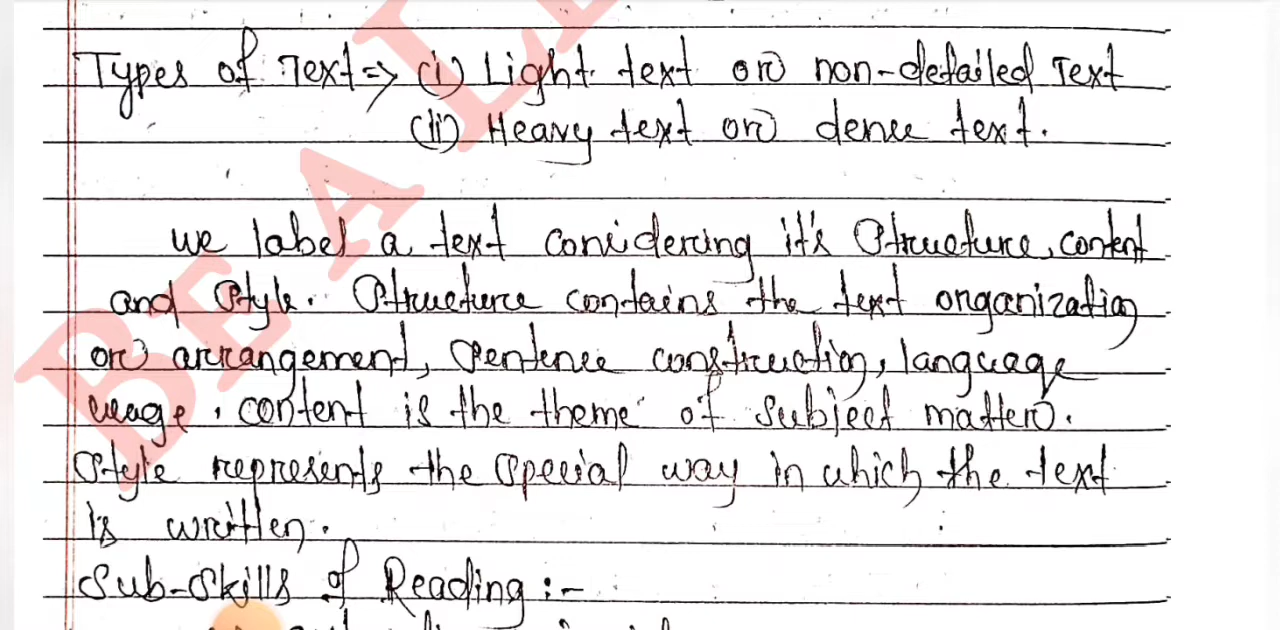 Types of Text => (i) Light text or non-detailed Text
(ii) Heavy text or dense text.
we label a text considering it's structure, content
and style. Structure contains the text organization
or arrangement, sentence construction, language
usage. content is the theme of subject matter.
Style represents the special way in which the text
is written.
Sub-Skills of Reading :-